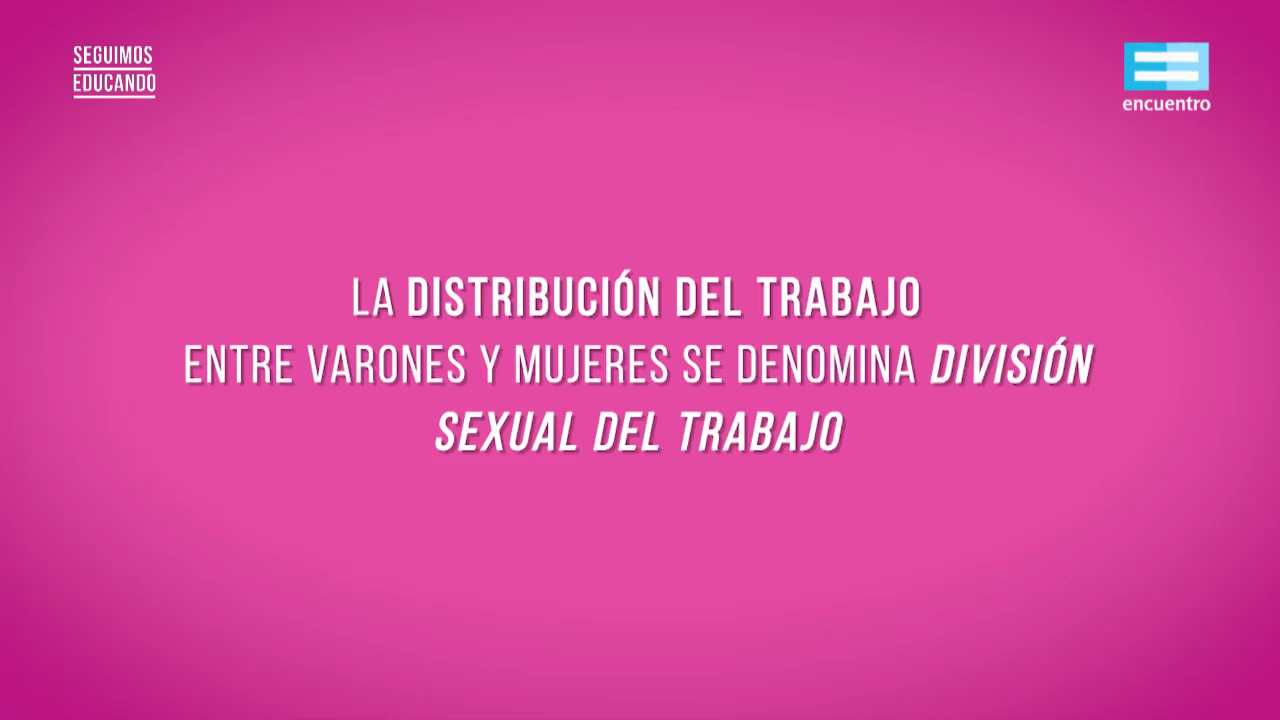 SEGUIMOS
EDUCANDO
encuentro
LA DISTRIBUCIÓN DEL TRABAJO
ENTRE VARONES Y MUJERES SE DENOMINA DIVISIÓN
SEXUAL DEL TRABAJO